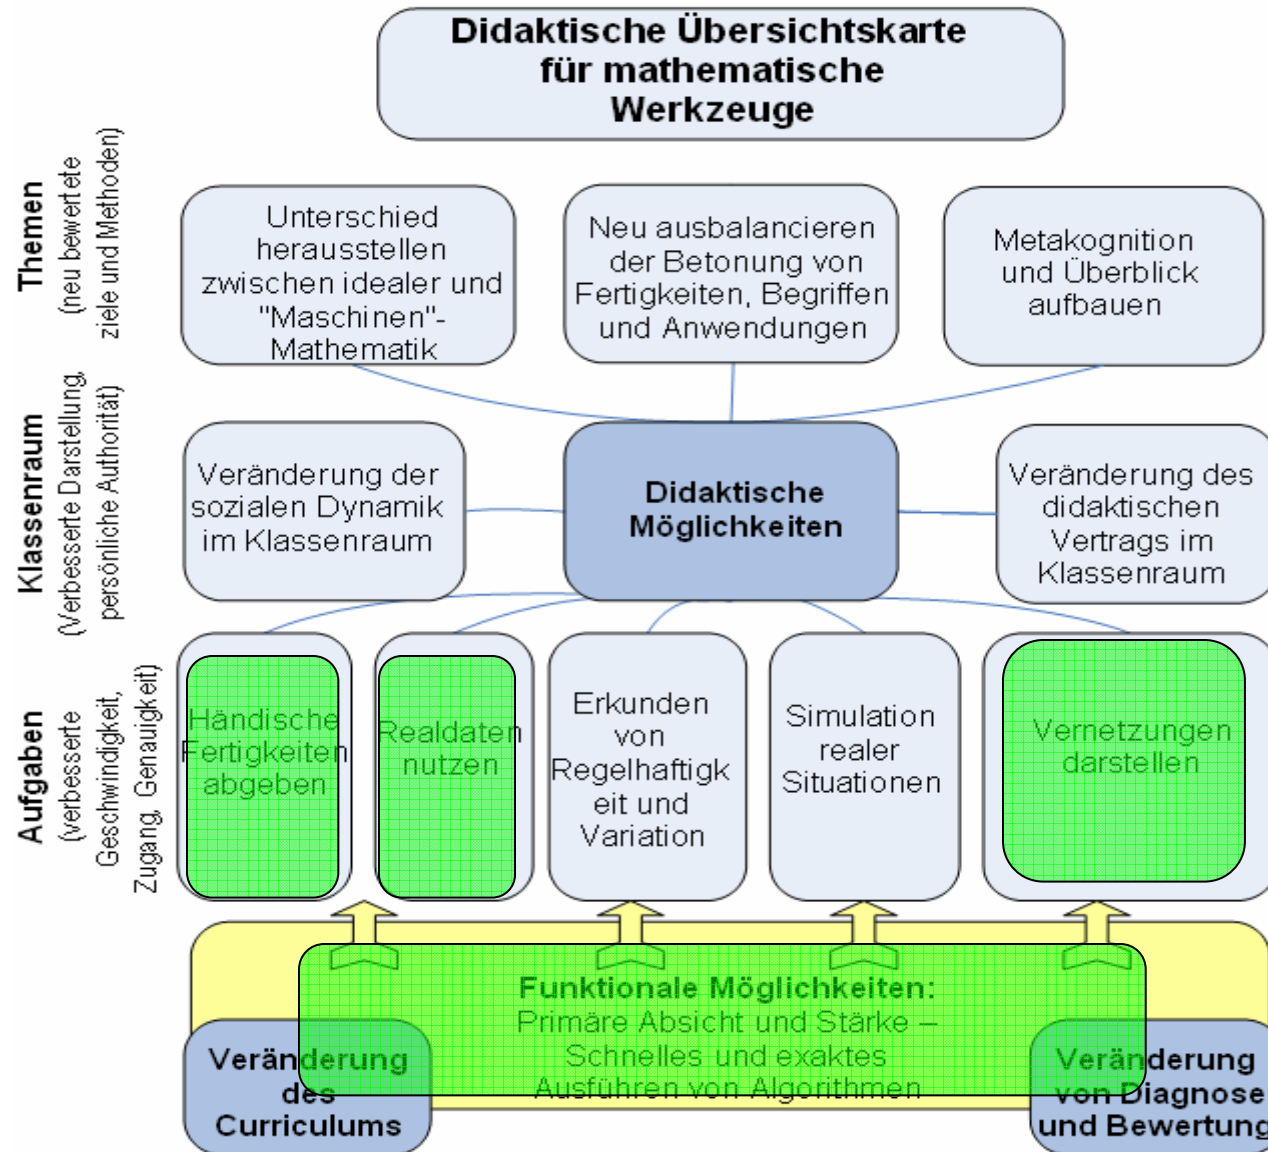 Didaktische Übersichtskarte
für mathematische
Werkzeuge
Themen
(neu bewertete
ziele und Methoden)
Unterschied
herausstellen
zwischen idealer und
"Maschinen"-
Mathematik
Neu ausbalancieren
der Betonung von
Fertigkeiten, Begriffen
und Anwendungen
Metakognition
und Überblick
aufbauen
Klassenraum
(Verbesserte Darstellung,
persönliche Authorität)
Veränderung der
sozialen Dynamik
im Klassenraum
Didaktische
Möglichkeiten
Veränderung des
didaktischen
Vertrags im
Klassenraum
Aufgaben
(verbesserte
Geschwindigkeit,
Zugang, Genauigkeit)
Händische
Fertigkeiten
abgeben
Realdaten
nutzen
Erkunden
von
Regelhaftigk
eit und
Variation
Simulation
realer
Situationen
Vernetzungen
darstellen
Funktionale Möglichkeiten:
Primäre Absicht und Stärke –
Schnelles und exaktes
Ausführen von Algorithmen
Veränderung
des
Curriculums
Veränderung
von Diagnose
und Bewertung